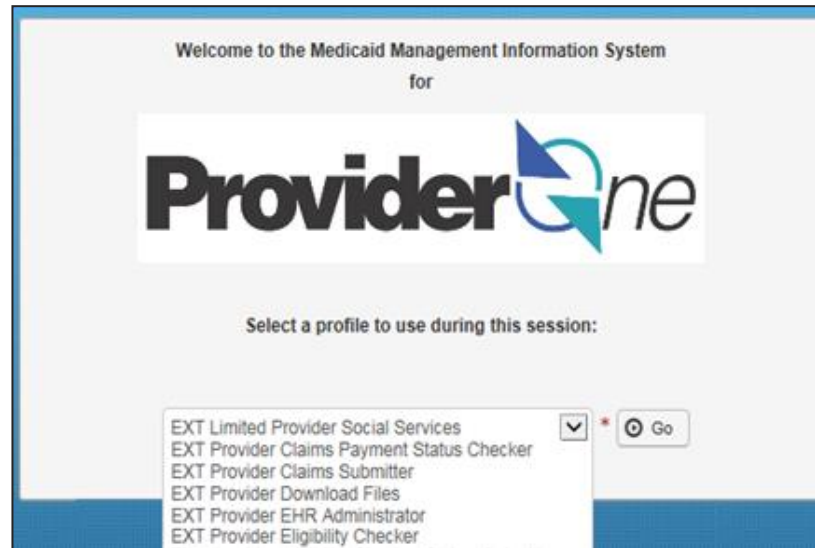 Welcome to the Medicaid Management Information System
for
ProviderOne
Select a profile to use during this session:
EXT Limited Provider Social Services
* Go
EXT Provider Claims Payment Status Checker
EXT Provider Claims Submitter
EXT Provider Download Files
EXT Provider EHR Administrator
EXT Provider Eligibility Checker